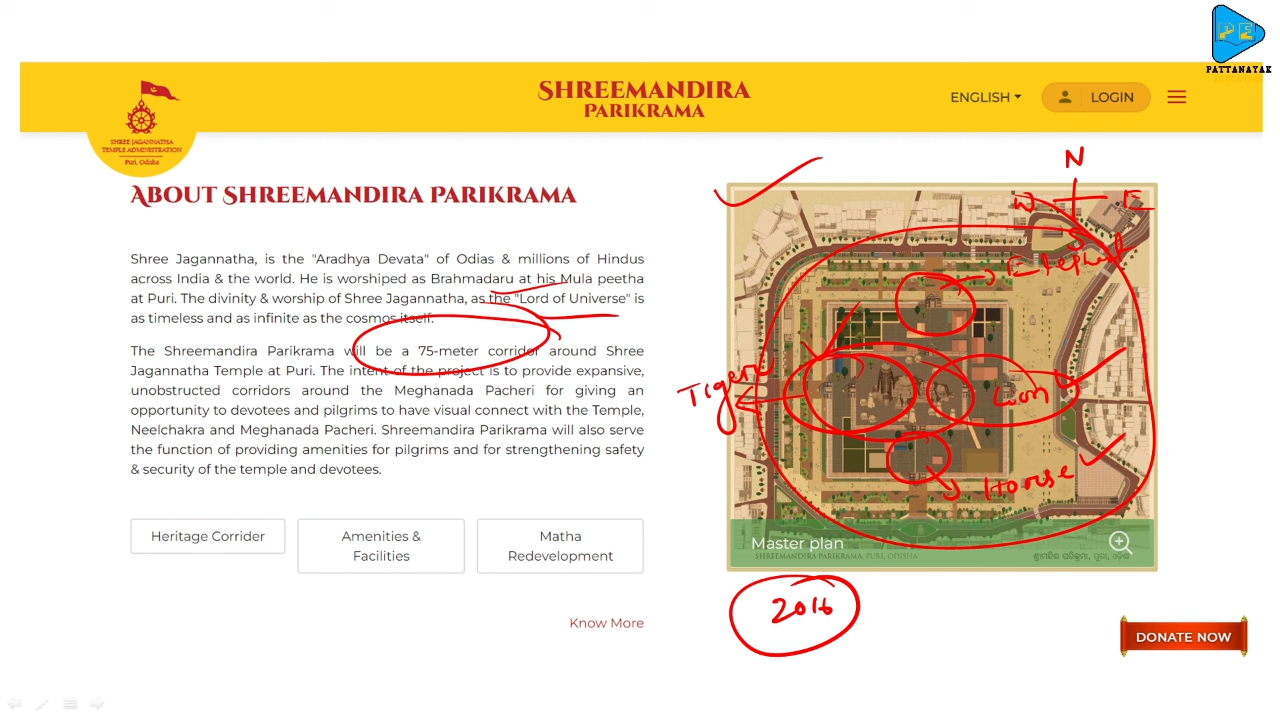 PE
PATTANAYAK
SHREE JAGANNATHA
TEMPLE ADMINISTRATION
Puri, Odisha
SHREEMANDIRA
PARIKRAMA
ENGLISH
LOGIN
ABOUT SHREEMANDIRA PARIKRAMA
Shree Jagannatha, is the "Aradhya Devata" of Odias & millions of Hindus
across India & the world. He is worshiped as Brahmadaru at his Mula peetha
at Puri. The divinity & worship of Shree Jagannatha, as the "Lord of Universe" is
as timeless and as infinite as the cosmos itself.
The Shreemandira Parikrama will be a 75-meter corridor around Shree
Jagannatha Temple at Puri. The intent of the project is to provide expansive,
unobstructed corridors around the Meghanada Pacheri for giving an
opportunity to devotees and pilgrims to have visual connect with the Temple,
Neelchakra and Meghanada Pacheri. Shreemandira Parikrama will also serve
the function of providing amenities for pilgrims and for strengthening safety
& security of the temple and devotees.
Heritage Corrider
Amenities &
Facilities
Matha
Redevelopment
Know More
N
W E
S
Elephant
Tiger
Lion
Horse
Master plan
SHREEMANDIRA PARIKRAMA, PURI, ODISHA
ଶ୍ରୀମନ୍ଦିର ପରିକ୍ରମା, ପୁରୀ, ଓଡ଼ିଶା
2016
DONATE NOW